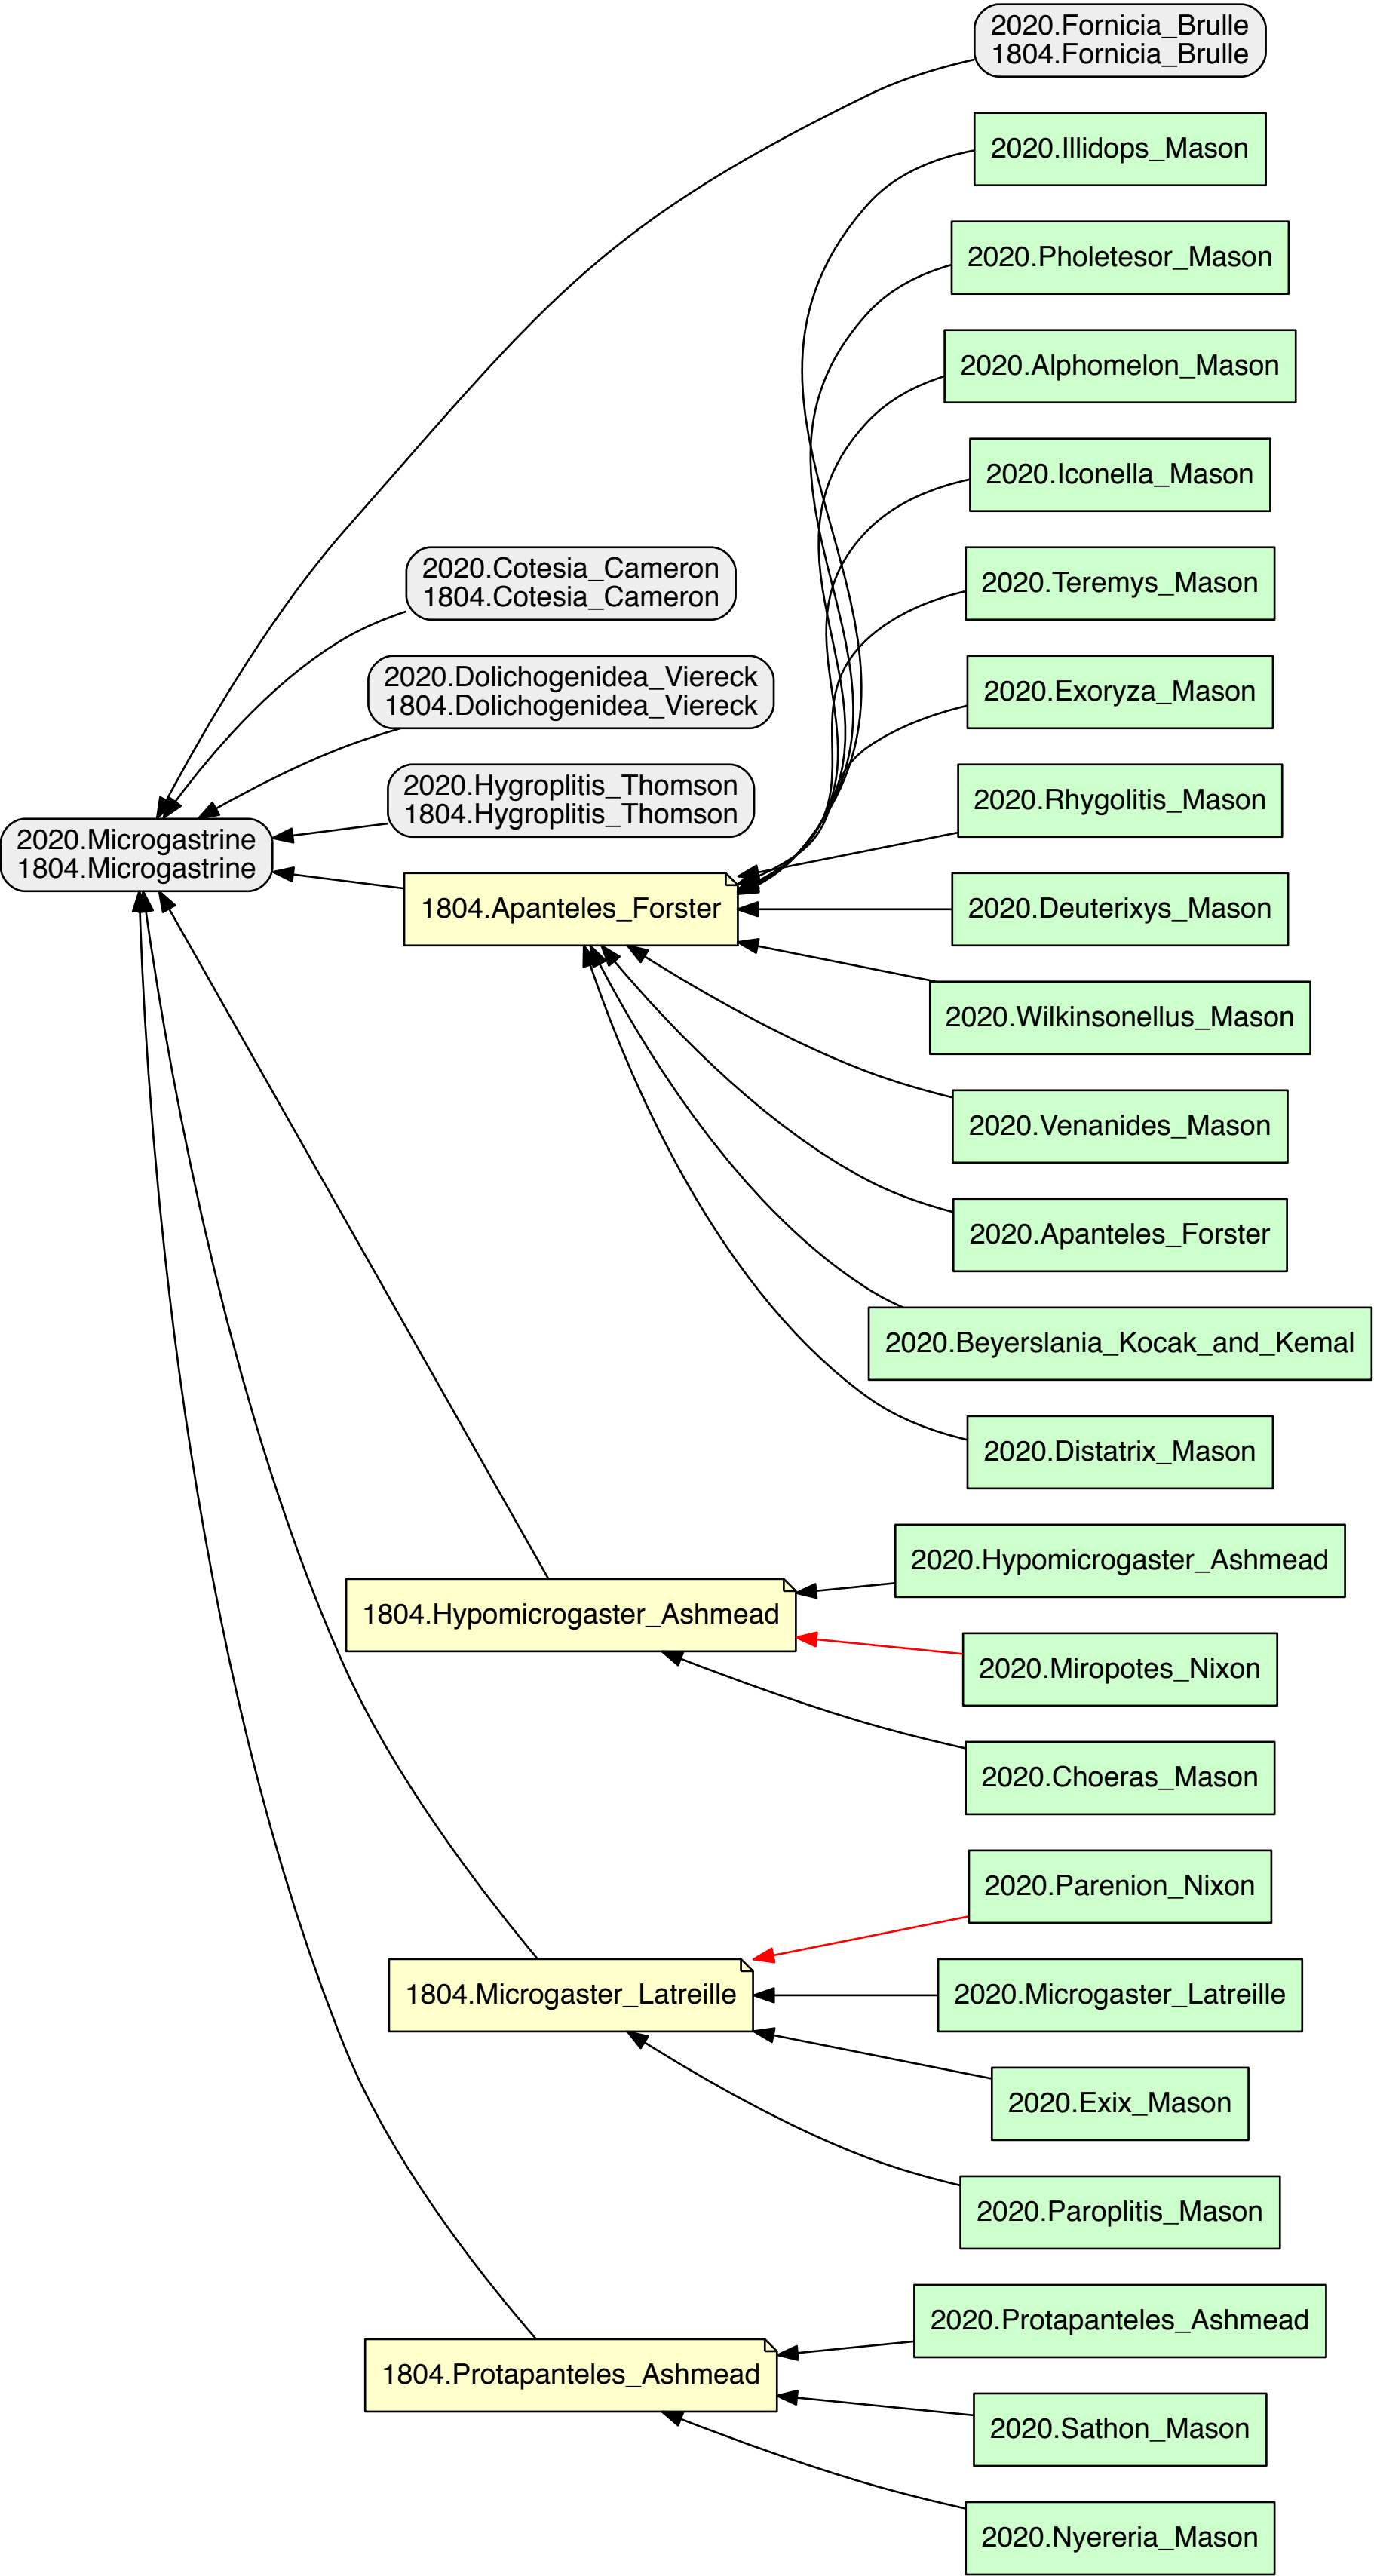 2020.Fornicia_Brulle
1804.Fornicia_Brulle
2020.Illidops_Mason
2020.Pholetesor_Mason
2020.Alphomelon_Mason
2020.Iconella_Mason
2020.Cotesia_Cameron
1804.Cotesia_Cameron
2020.Teremys_Mason
2020.Dolichogenidea_Viereck
1804.Dolichogenidea_Viereck
2020.Exoryza_Mason
2020.Hygroplitis_Thomson
1804.Hygroplitis_Thomson
2020.Rhygolitis_Mason
2020.Microgastrine
1804.Microgastrine
1804.Apanteles_Forster
2020.Deuterixys_Mason
2020.Wilkinsonellus_Mason
2020.Venanides_Mason
2020.Apanteles_Forster
2020.Beyerslania_Kocak_and_Kemal
2020.Distatrix_Mason
2020.Hypomicrogaster_Ashmead
1804.Hypomicrogaster_Ashmead
2020.Miropotes_Nixon
2020.Choeras_Mason
2020.Parenion_Nixon
1804.Microgaster_Latreille
2020.Microgaster_Latreille
2020.Exix_Mason
2020.Paroplitis_Mason
2020.Protapanteles_Ashmead
1804.Protapanteles_Ashmead
2020.Sathon_Mason
2020.Nyereria_Mason